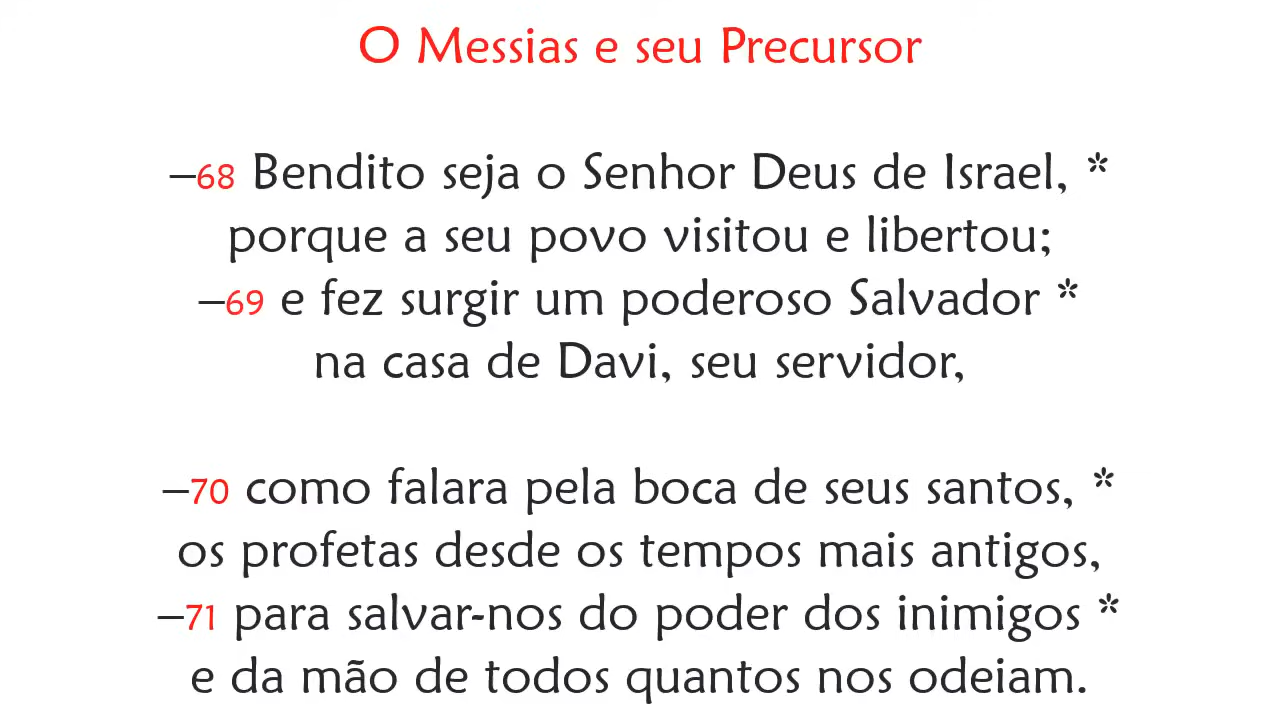 O Messias e seu Precursor
–68 Bendito seja o Senhor Deus de Israel, *
porque a seu povo visitou e libertou;
–69 e fez surgir um poderoso Salvador *
na casa de Davi, seu servidor,
–70 como falara pela boca de seus santos, *
os profetas desde os tempos mais antigos,
–71 para salvar-nos do poder dos inimigos *
e da mão de todos quantos nos odeiam.